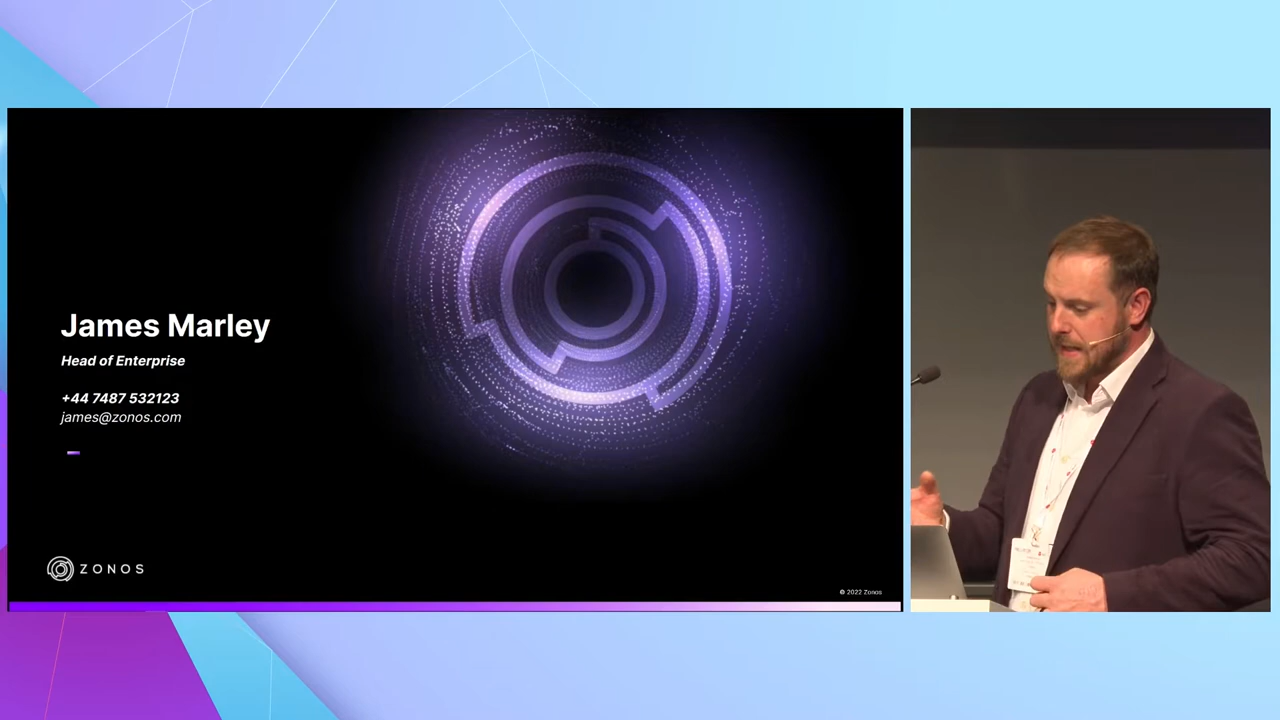 James Marley
Head of Enterprise
+44 7487 532123
james@zonos.com
ZONOS
© 2022 Zonos